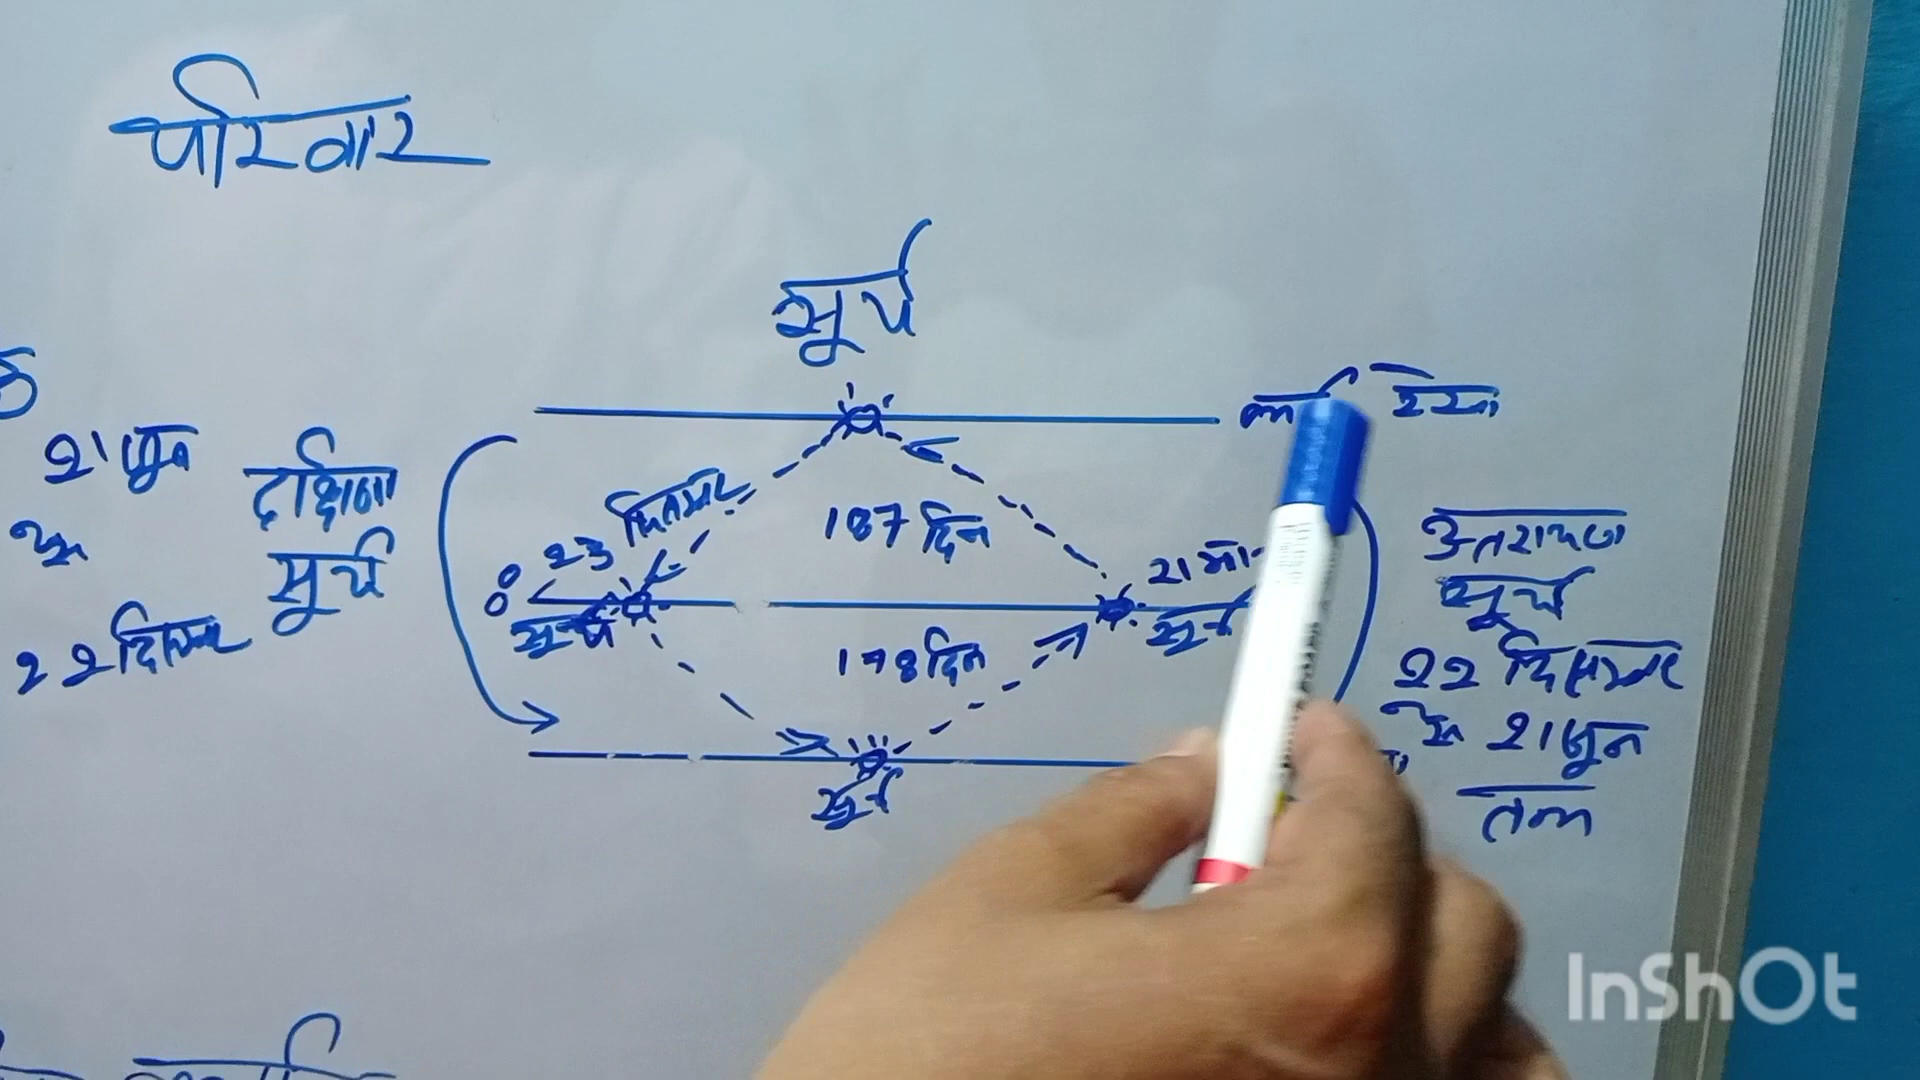 परिवार
सूर्य
रेखा
21 जून
दक्षिणा
सूर्य
से
22 दिसम्बर
23 सितम्बर
187 दिन
21
सूर्य
सूर्य
178 दिन
सूर्य
उत्तरायण
सूर्य
22 दिसम्बर
से 21 जून
तक
InShOt